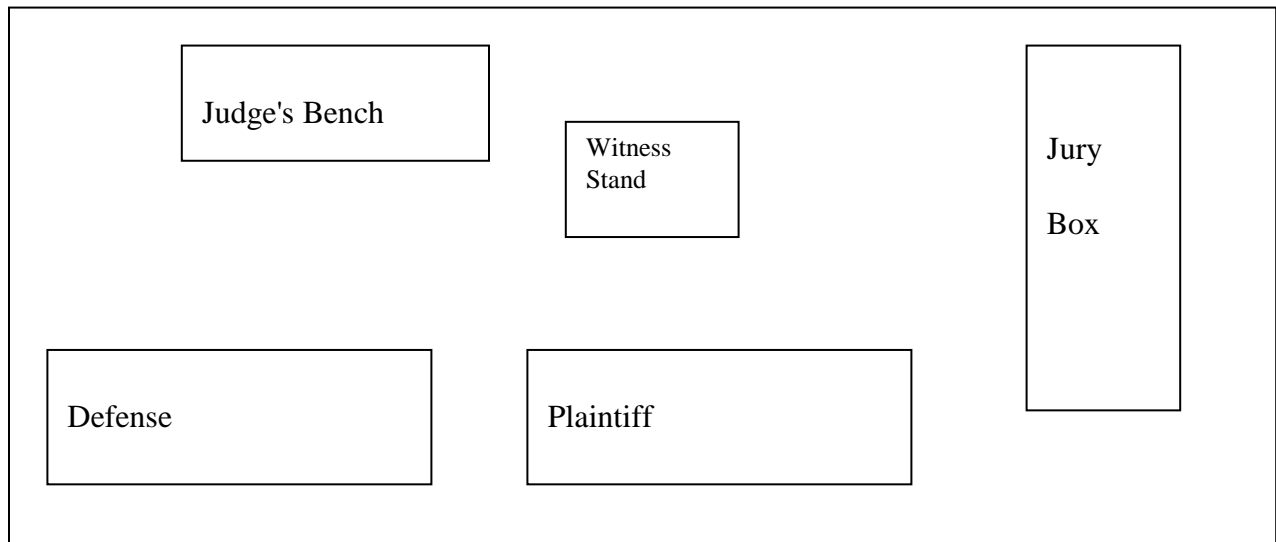 Judge's Bench
Witness
Stand
Jury
Box
Defense
Plaintiff